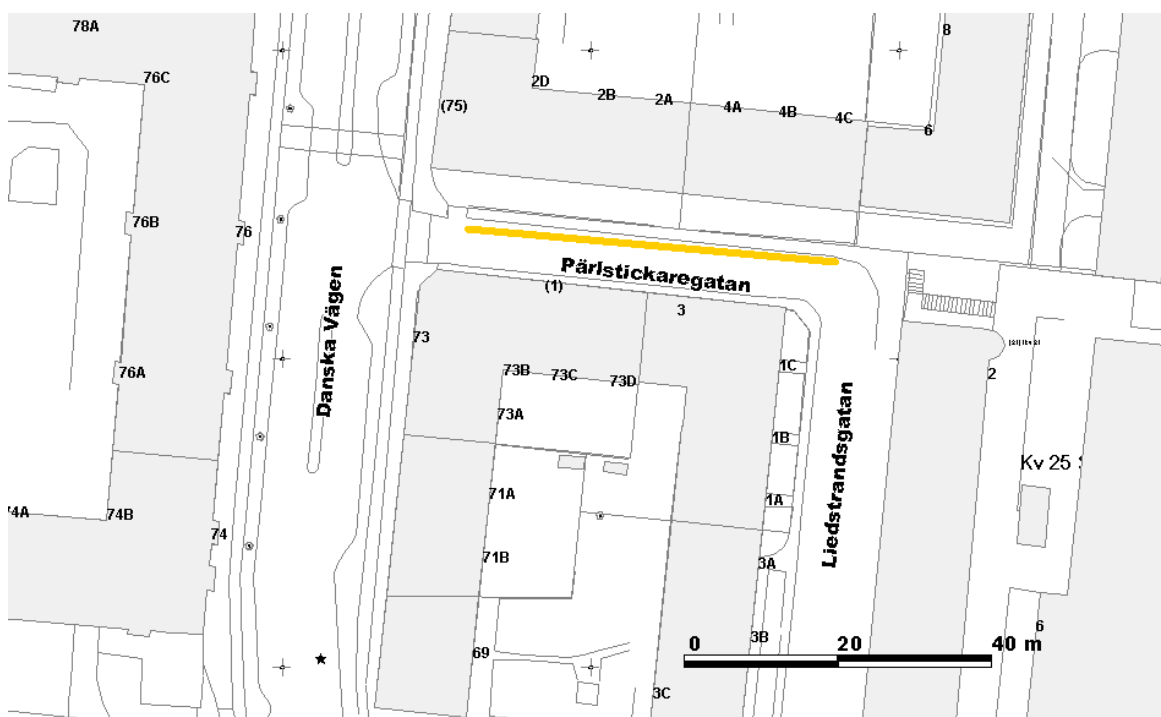 78A
8
76C
2D
2B
2A
(75)
4A
4B
4C
6
76B
76
Pärlstickaregatan
(1)
3
Danska Vägen
73
1C
76A
73B
73C
73D
2
73A
1B
Liedstrandsgatan
Kv 25
71A
1A
74A
74B
74
71B
3A
6
3B
0 20 40 m
69
3C